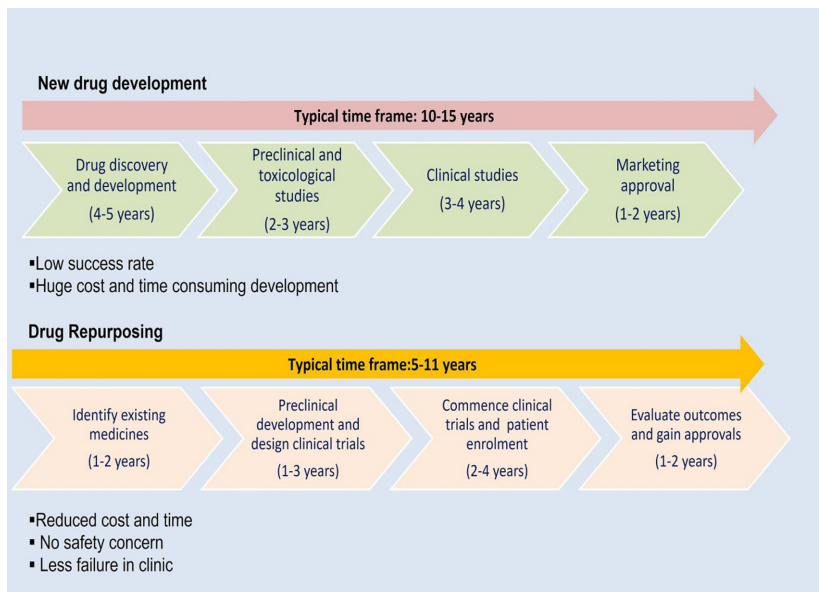 New drug development
Typical time frame: 10-15 years
Drug discovery
and development
(4-5 years)
Preclinical and
toxicological
studies
(2-3 years)
Clinical studies
(3-4 years)
Marketing
approval
(1-2 years)
▪Low success rate
▪Huge cost and time consuming development
Drug Repurposing
Typical time frame:5-11 years
Identify existing
medicines
(1-2 years)
Preclinical
development and
design clinical trials
(1-3 years)
Commence clinical
trials and patient
enrolment
(2-4 years)
Evaluate outcomes
and gain approvals
(1-2 years)
▪Reduced cost and time
▪ No safety concern
▪ Less failure in clinic